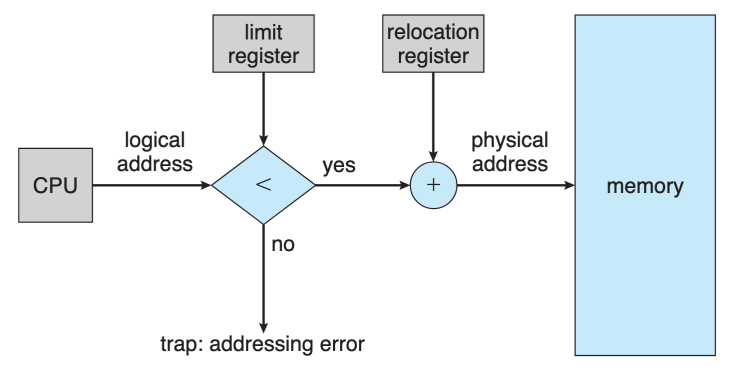 limit
register
relocation
register
logical
address
physical
address
CPU
<
yes
+
memory
no
trap: addressing error